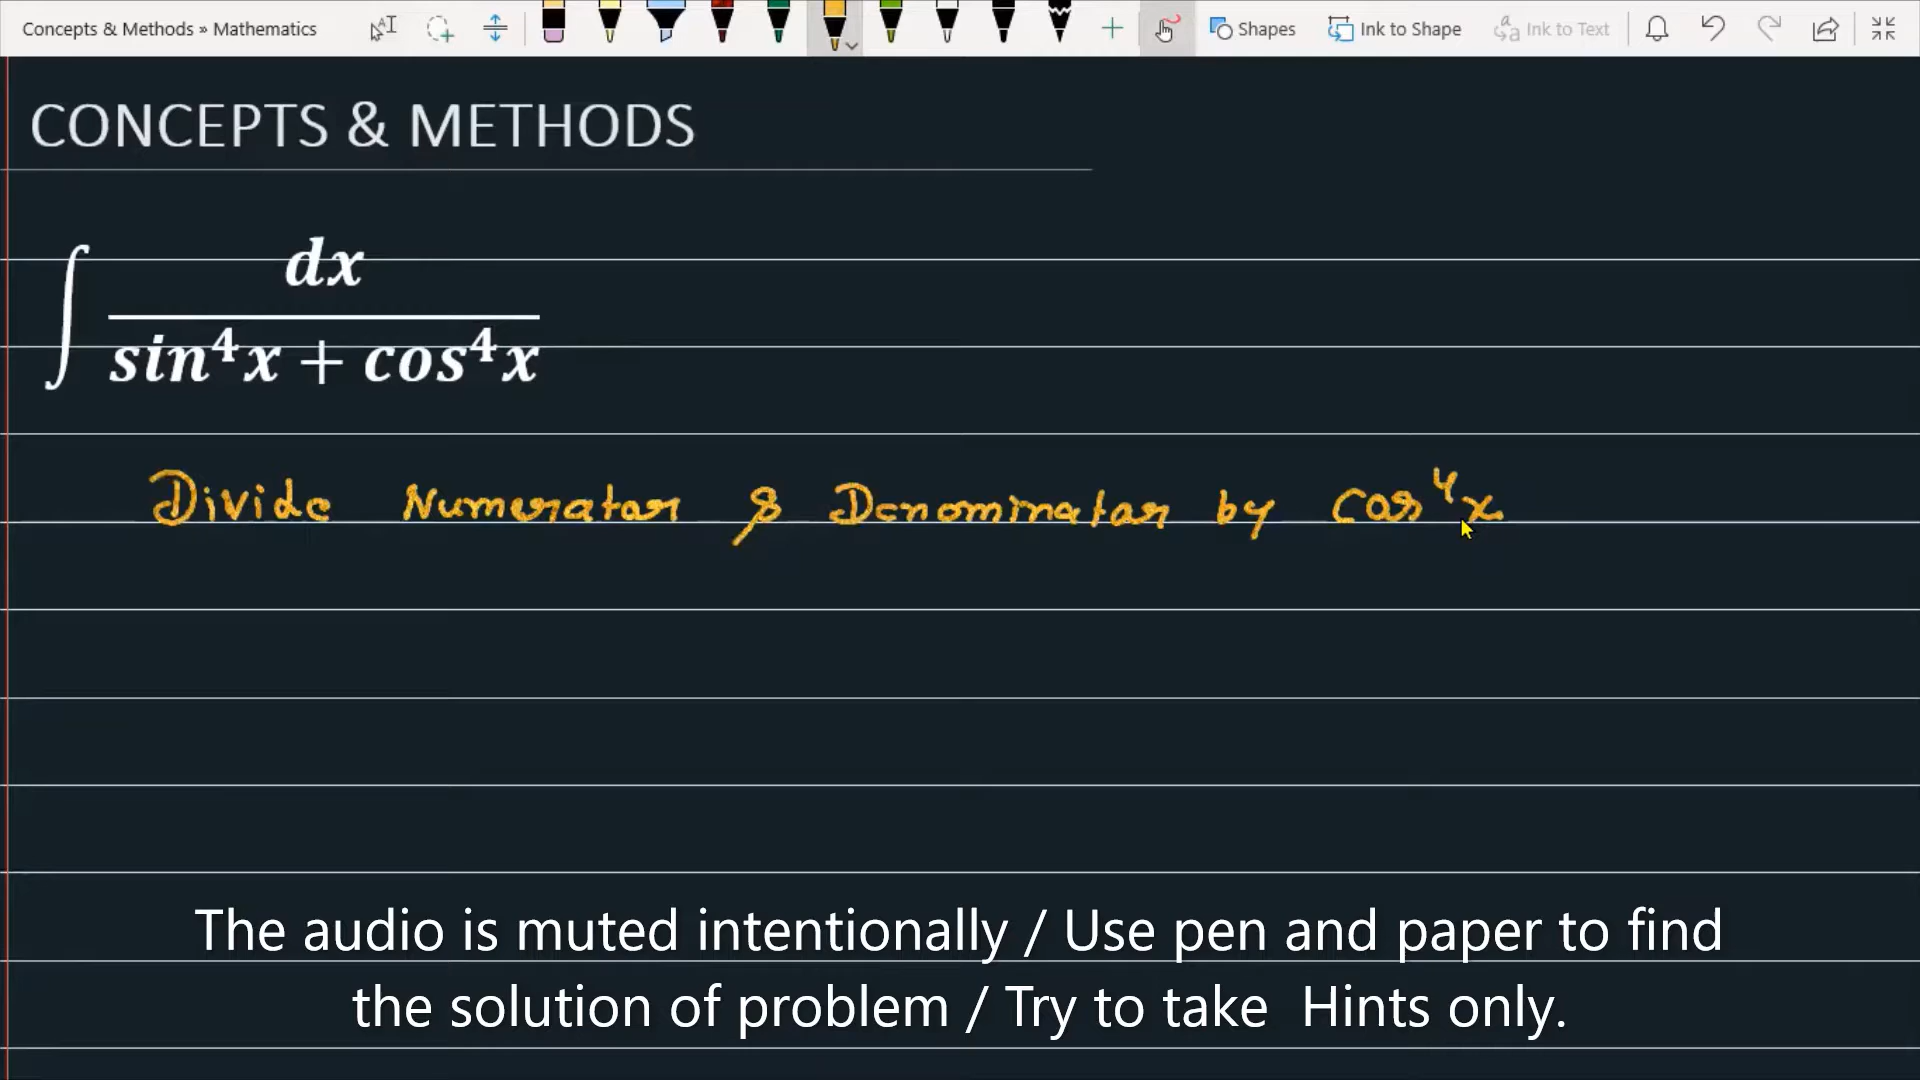 Concepts & Methods » Mathematics
Shapes
Ink to Shape
Ink to Text
CONCEPTS & METHODS
∫ dx / (sin⁴x + cos⁴x)
Divide Numerator & Denominator by Cos⁴x
The audio is muted intentionally / Use pen and paper to find
the solution of problem / Try to take Hints only.